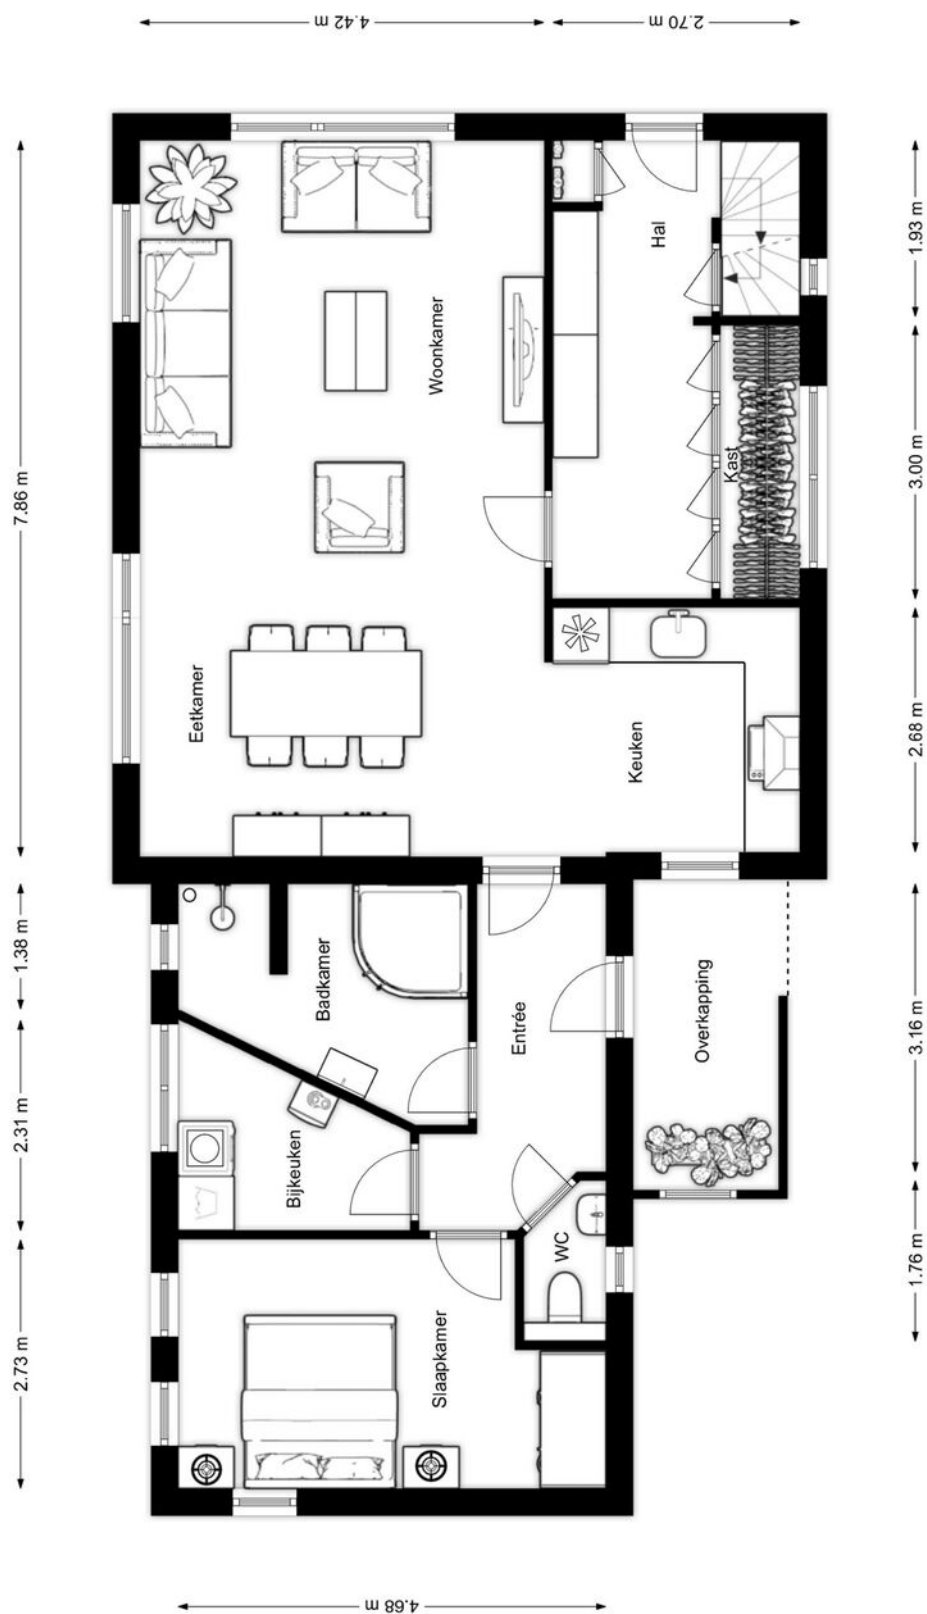 4.42 m
2.70 m
7.86 m
1.38 m
2.31 m
2.73 m
1.93 m
3.00 m
2.68 m
3.16 m
1.76 m
4.68 m
Hal
Woonkamer
Kast
Eetkamer
Keuken
Badkamer
Entrée
Overkapping
Bijkeuken
WC
Slaapkamer